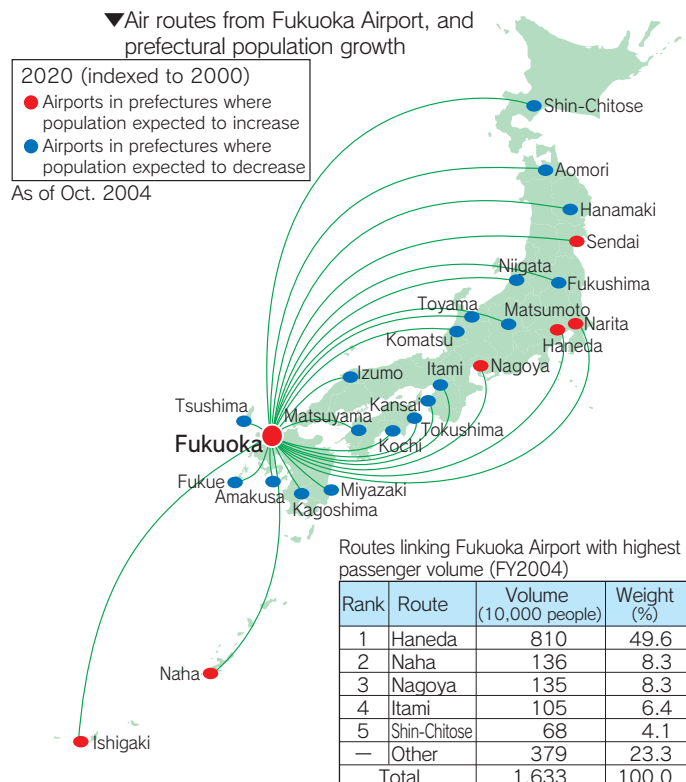 ▼Air routes from Fukuoka Airport, and
prefectural population growth
2020 (indexed to 2000)
Airports in prefectures where
population expected to increase
Airports in prefectures where
population expected to decrease
As of Oct. 2004
Shin-Chitose
Aomori
Hanamaki
Sendai
Niigata
Fukushima
Toyama
Matsumoto
Narita
Komatsu
Haneda
Itami
Nagoya
Izumo
Kansai
Tsushima
Matsuyama
Tokushima
Fukuoka
Kochi
Fukue
Amakusa
Miyazaki
Kagoshima
Naha
Ishigaki
Routes linking Fukuoka Airport with highest
passenger volume (FY2004)
Rank Route Volume (10,000 people) Weight (%)
1 Haneda 810 49.6
2 Naha 136 8.3
3 Nagoya 135 8.3
4 Itami 105 6.4
5 Shin-Chitose 68 4.1
— Other 379 23.3
Total 1,633 100.0